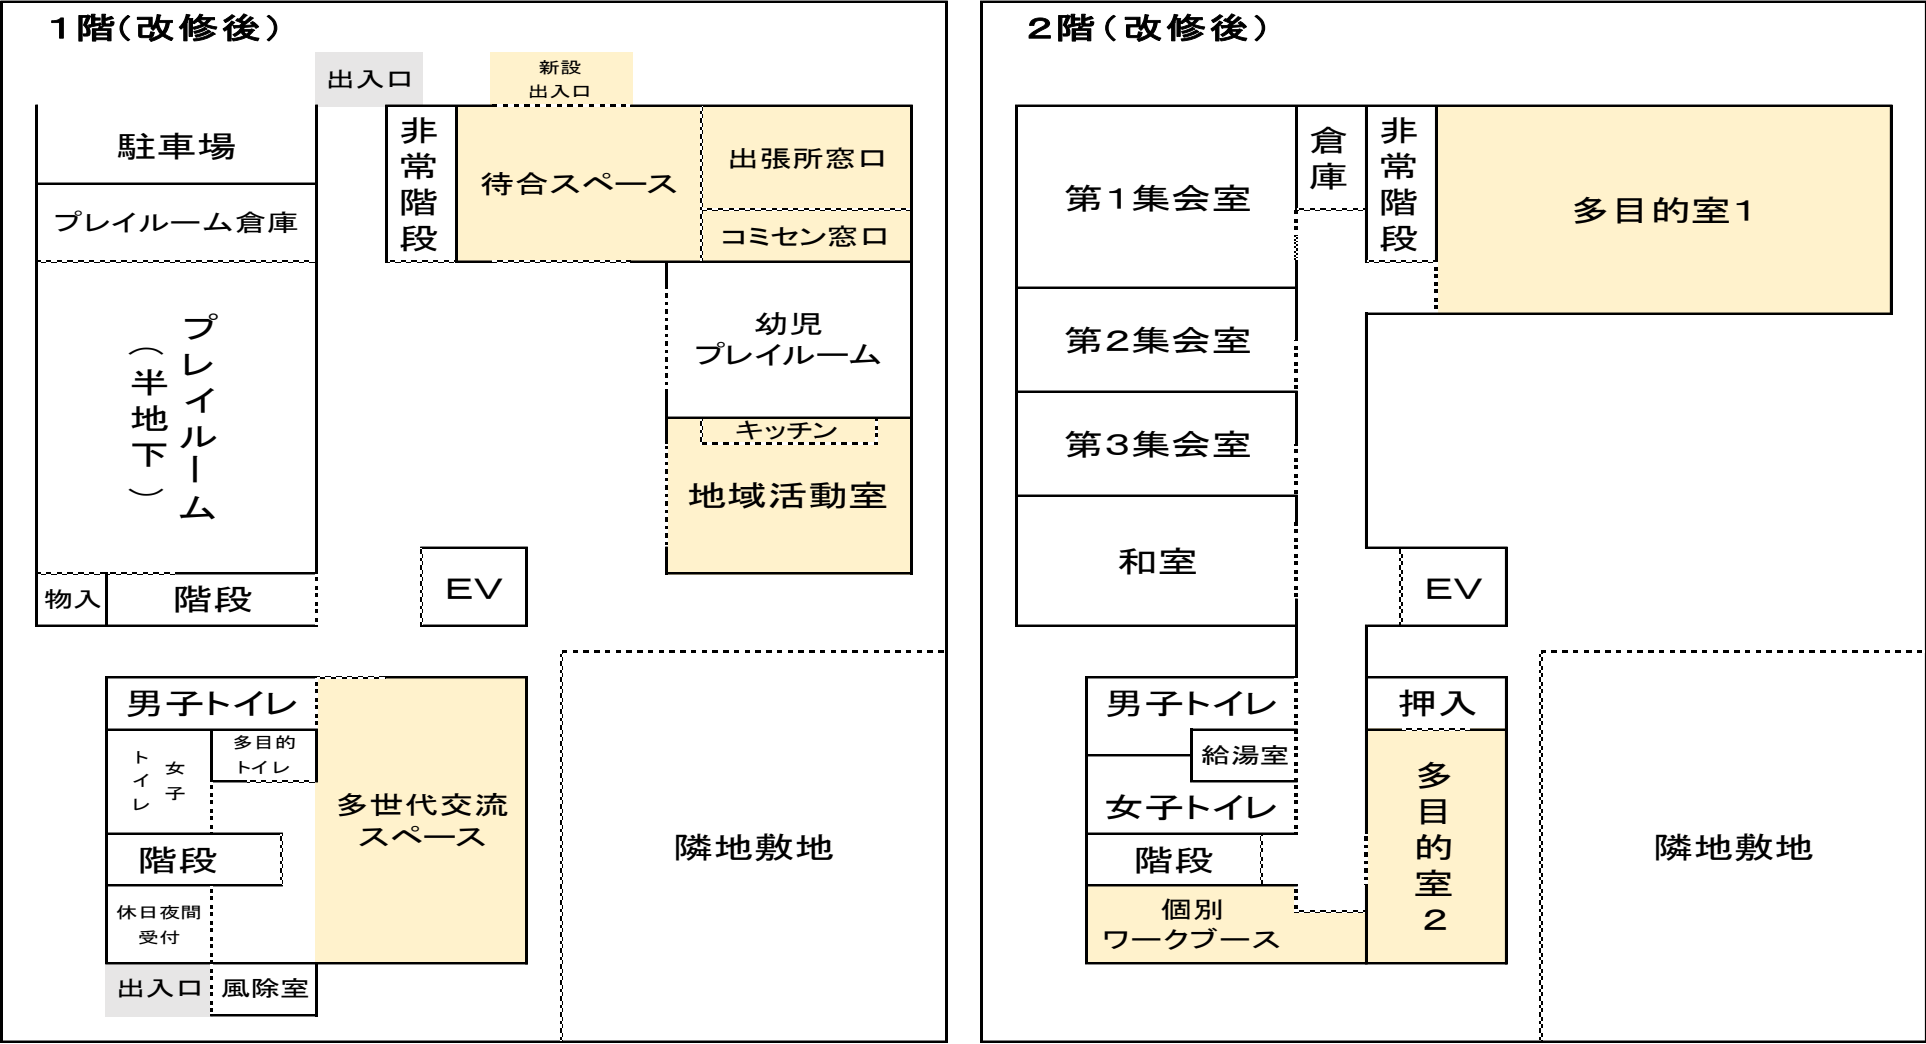 1階(改修後)
出入口
新設
出入口
駐車場
非常階段
待合スペース
出張所窓口
プレイルーム倉庫
コミセン窓口
プレイルーム
(半地下)
幼児
プレイルーム
キッチン
地域活動室
物入
階段
EV
男子トイレ
多目的
トイレ
女子
トイレ
多世代交流
スペース
階段
休日夜間
受付
出入口
風除室
隣地敷地
2階(改修後)
第1集会室
倉庫
非常階段
多目的室1
第2集会室
第3集会室
和室
EV
男子トイレ
押入
給湯室
女子トイレ
多目的室2
階段
個別
ワークブース
隣地敷地